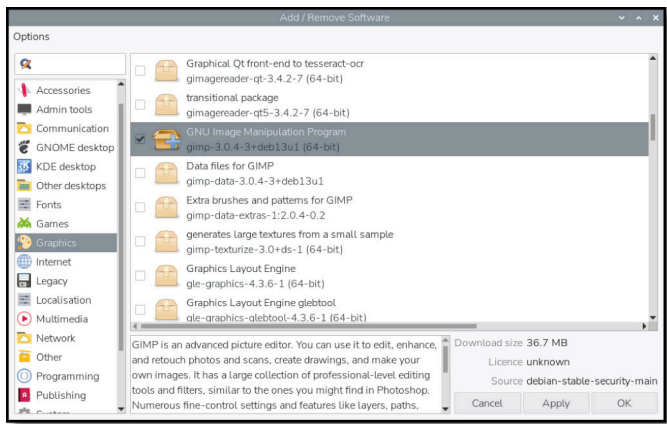 Add / Remove Software
Options
Accessories
Admin tools
Communication
GNOME desktop
KDE desktop
Other desktops
Fonts
Games
Graphics
Internet
Legacy
Localisation
Multimedia
Network
Other
Programming
Publishing
System
Graphical Qt front-end to tesseract-ocr
gimagereader-qt-3.4.2-7 (64-bit)
transitional package
gimagereader-qt5-3.4.2-7 (64-bit)
GNU Image Manipulation Program
gimp-3.0.4-3+deb13u1 (64-bit)
Data files for GIMP
gimp-data-3.0.4-3+deb13u1
Extra brushes and patterns for GIMP
gimp-data-extras-1:2.0.4-0.2
generates large textures from a small sample
gimp-texturize-3.0+ds-1 (64-bit)
Graphics Layout Engine
gle-graphics-4.3.6-1 (64-bit)
Graphics Layout Engine glebtool
gle-graphics-glebtool-4.3.6-1 (64-bit)
GIMP is an advanced picture editor. You can use it to edit, enhance,
and retouch photos and scans, create drawings, and make your
own images. It has a large collection of professional-level editing
tools and filters, similar to the ones you might find in Photoshop.
Numerous fine-control settings and features like layers, paths,
Download size 36.7 MB
Licence unknown
Source debian-stable-security-main
Cancel
Apply
OK